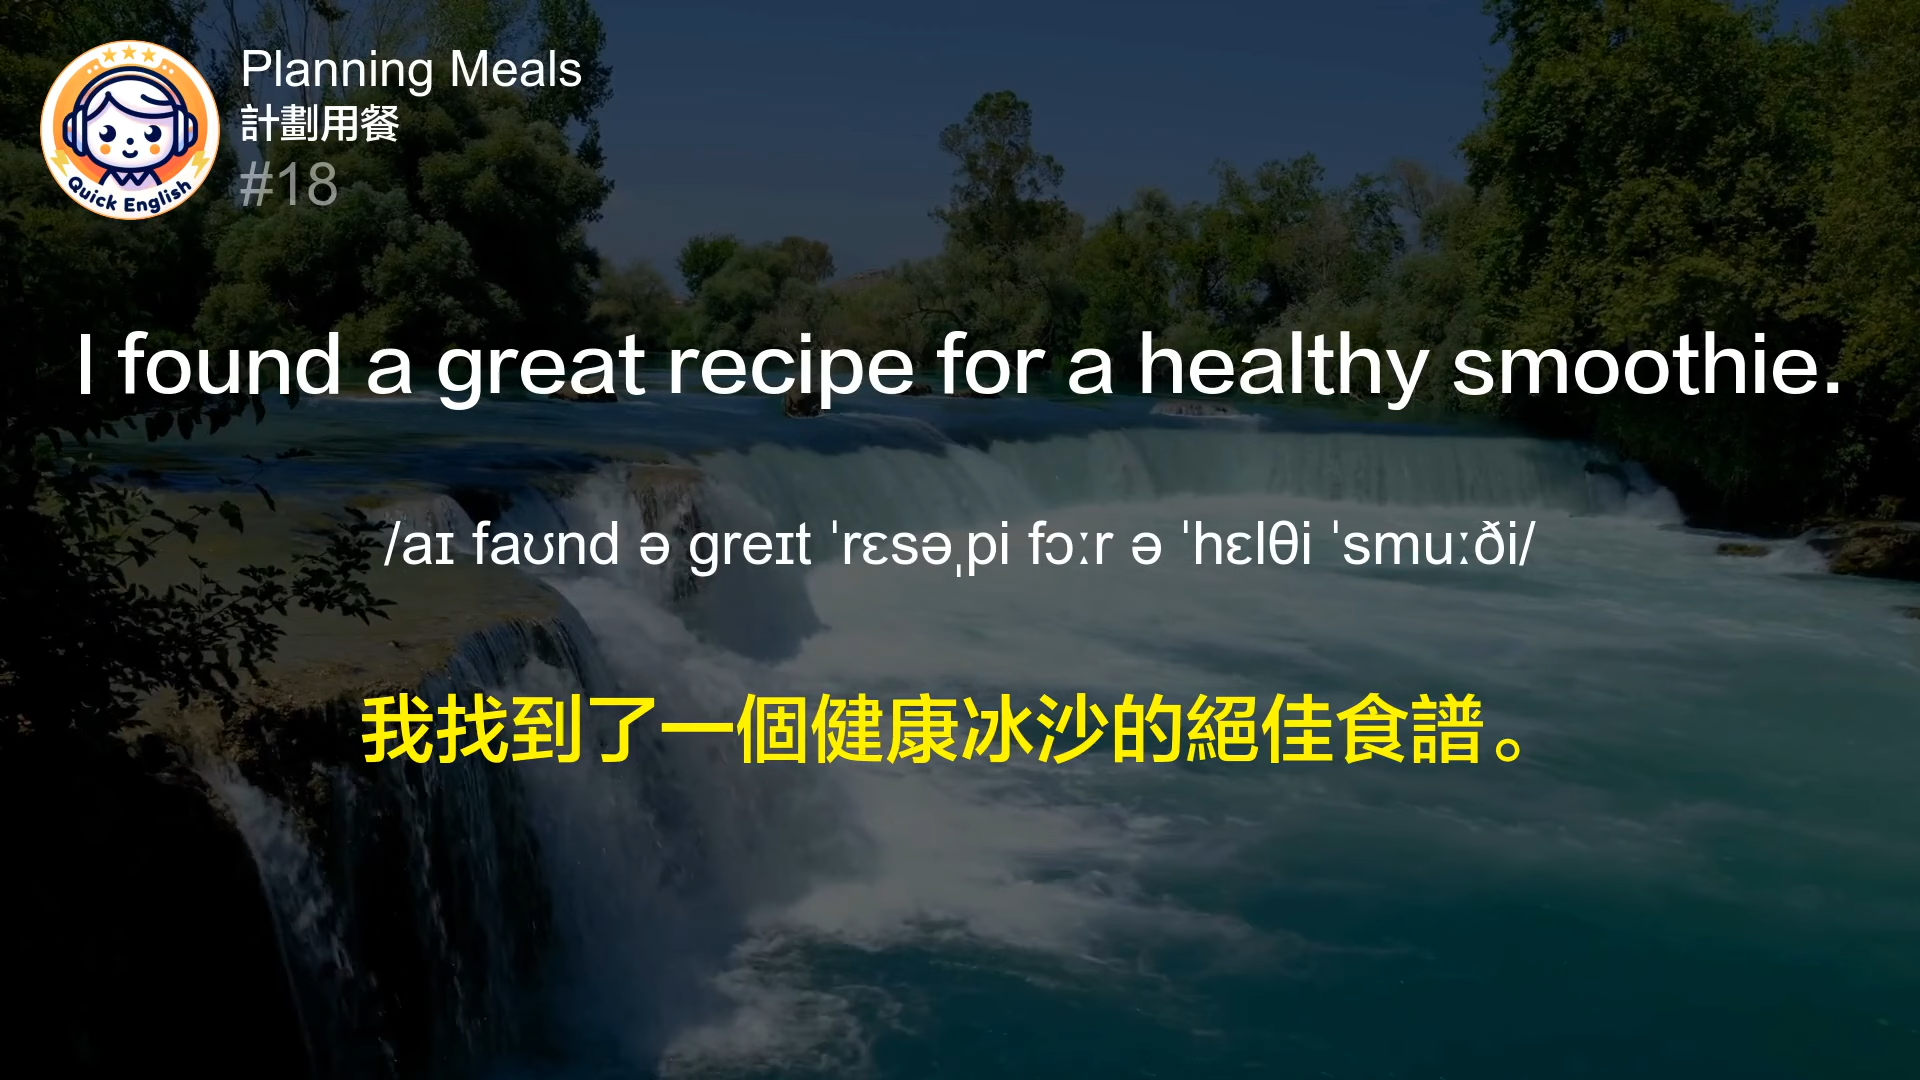 Planning Meals
計劃用餐
#18
Quick English
I found a great recipe for a healthy smoothie.
/aɪ faʊnd ə ɡreɪt ˈrɛsəˌpi fɔːr ə ˈhɛlθi ˈsmuːði/
我找到了一個健康冰沙的絕佳食譜。